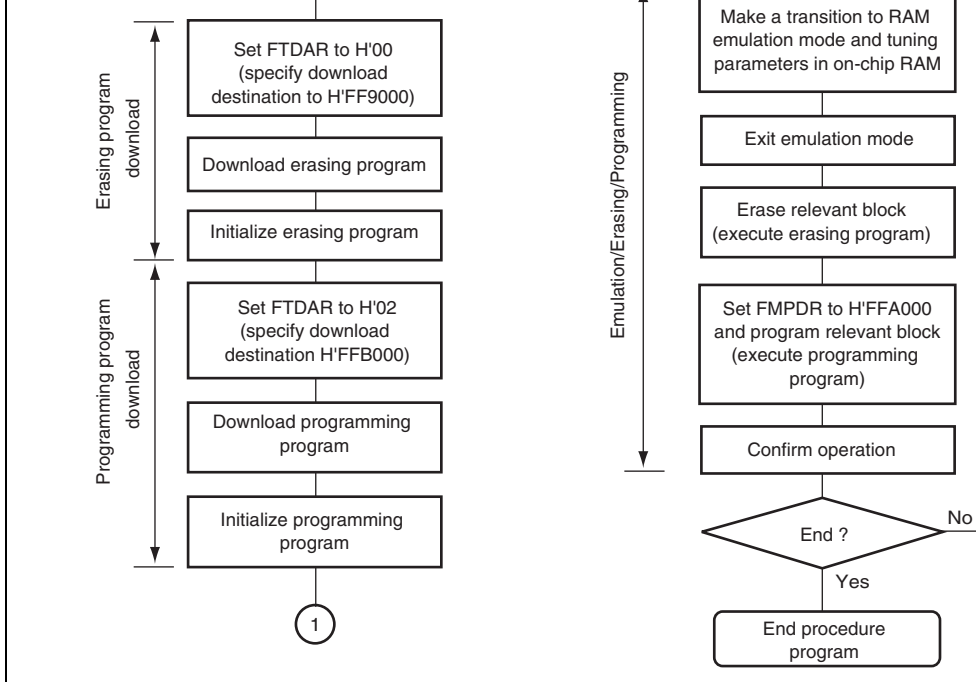 Erasing program
download
Set FTDAR to H'00
(specify download
destination to H'FF9000)
Download erasing program
Initialize erasing program
Programming program
download
Set FTDAR to H'02
(specify download
destination H'FFB000)
Download programming
program
Initialize programming
program
1
Emulation/Erasing/Programming
Make a transition to RAM
emulation mode and tuning
parameters in on-chip RAM
Exit emulation mode
Erase relevant block
(execute erasing program)
Set FMPDR to H'FFA000
and program relevant block
(execute programming
program)
Confirm operation
End ?
No
Yes
End procedure
program